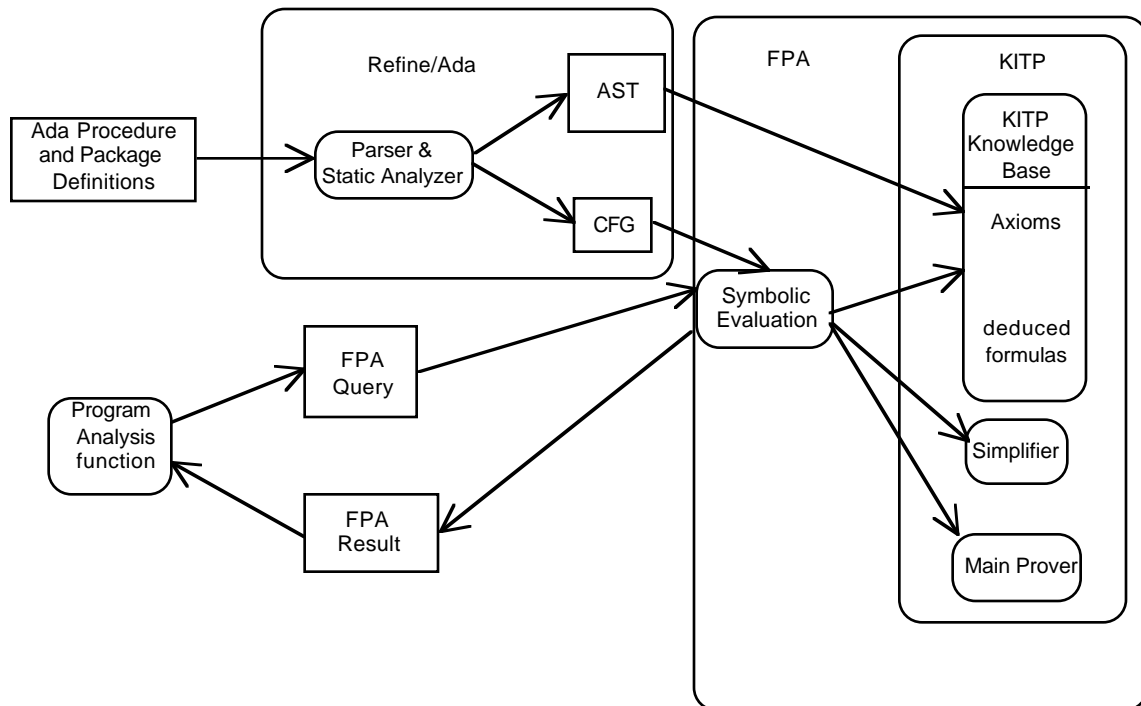 Refine/Ada
FPA
KITP
AST
KITP
Knowledge
Base
Ada Procedure
and Package
Definitions
Parser &
Static Analyzer
CFG
Axioms
Symbolic
Evaluation
deduced
formulas
FPA
Query
Program
Analysis
function
Simplifier
FPA
Result
Main Prover